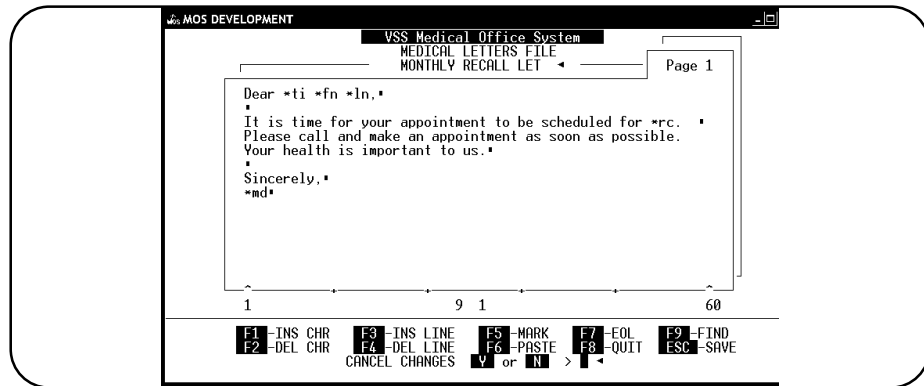 MOS MOS DEVELOPMENT
VSS Medical Office System
MEDICAL LETTERS FILE
MONTHLY RECALL LET
Page 1
Dear *ti *fn *ln,
It is time for your appointment to be scheduled for *rc.
Please call and make an appointment as soon as possible.
Your health is important to us.
Sincerely,
*md
1 9 1 60
F1-INS CHR F3-INS LINE F5-MARK F7-EOL F9-FIND
F2-DEL CHR F4-DEL LINE F6-PASTE F8-QUIT ESC-SAVE
CANCEL CHANGES Y or N >